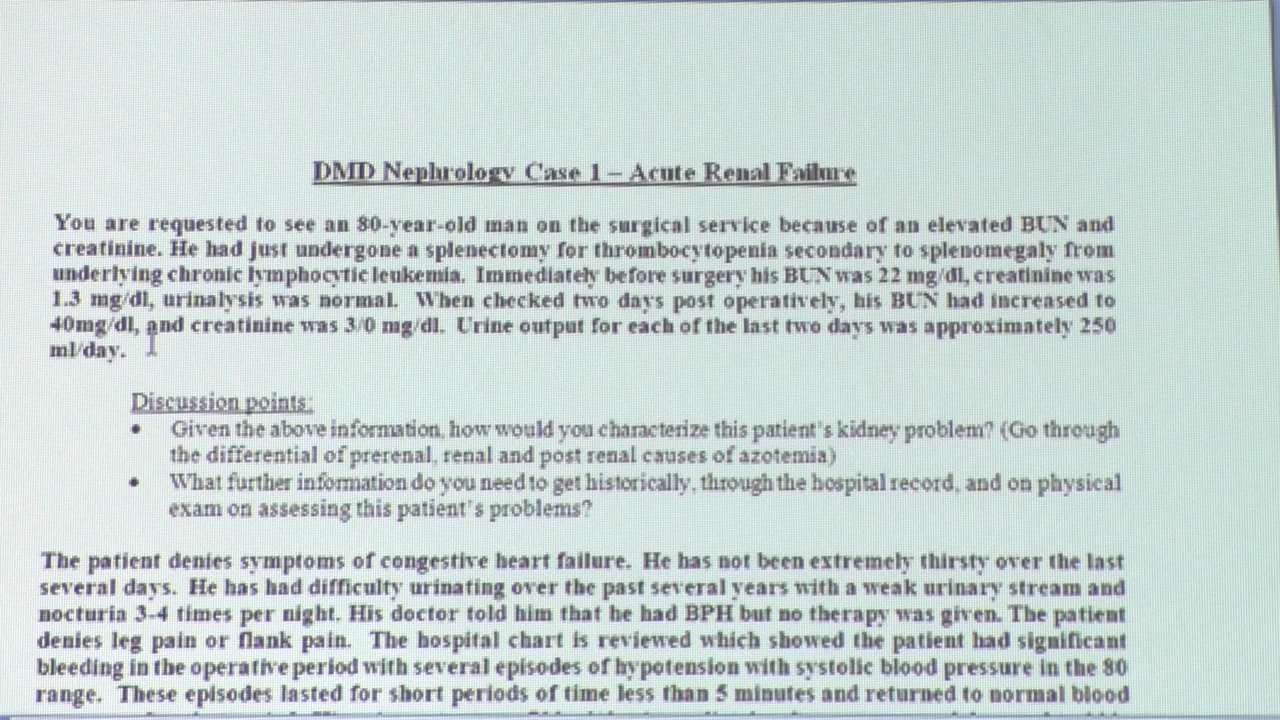 DMD Nephrology Case 1 – Acute Renal Failure
You are requested to see an 80-year-old man on the surgical service because of an elevated BUN and
creatinine. He had just undergone a splenectomy for thrombocytopenia secondary to splenomegaly from
underlying chronic lymphocytic leukemia. Immediately before surgery his BUN was 22 mg/dl, creatinine was
1.3 mg/dl, urinalysis was normal. When checked two days post operatively, his BUN had increased to
40mg/dl, and creatinine was 3/0 mg/dl. Urine output for each of the last two days was approximately 250
ml/day.
Discussion points:
• Given the above information, how would you characterize this patient's kidney problem? (Go through
the differential of prerenal, renal and post renal causes of azotemia)
• What further information do you need to get historically, through the hospital record, and on physical
exam on assessing this patient's problems?
The patient denies symptoms of congestive heart failure. He has not been extremely thirsty over the last
several days. He has had difficulty urinating over the past several years with a weak urinary stream and
nocturia 3-4 times per night. His doctor told him that he had BPH but no therapy was given. The patient
denies leg pain or flank pain. The hospital chart is reviewed which showed the patient had significant
bleeding in the operative period with several episodes of hypotension with systolic blood pressure in the 80
range. These episodes lasted for short periods of time less than 5 minutes and returned to normal blood